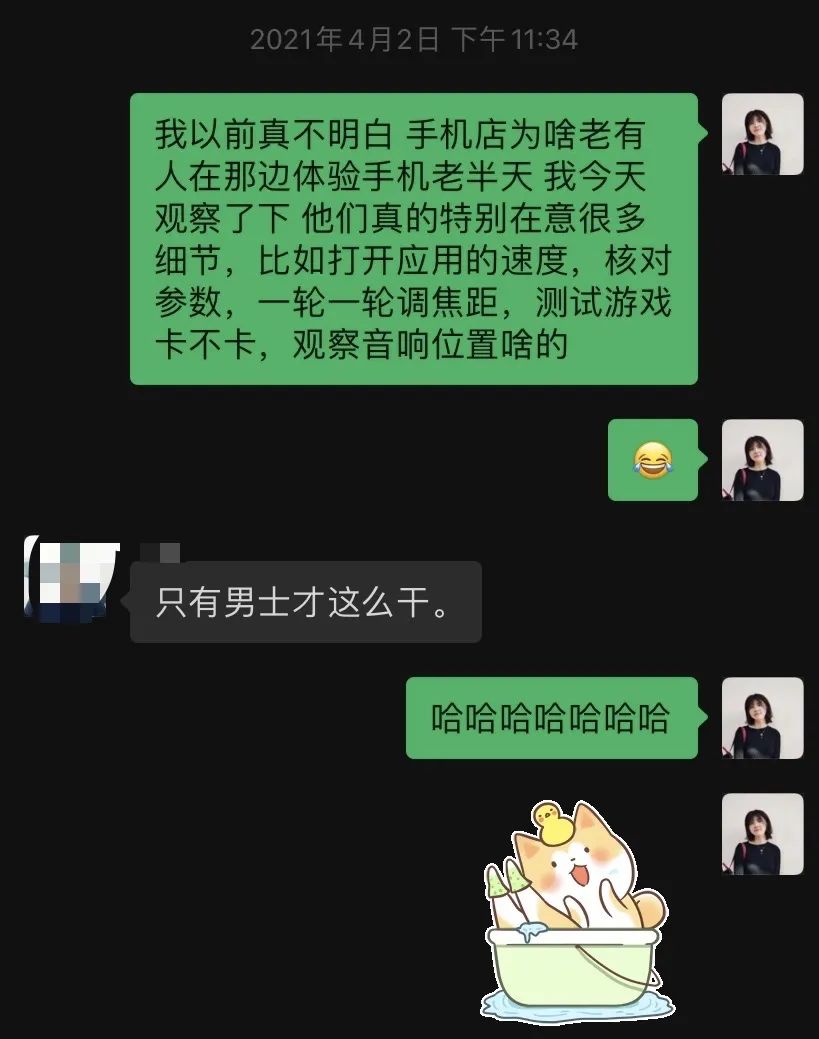 2021年4月2日 下午11:34
我以前真不明白 手机店为啥老有
人在那边体验手机老半天 我今天
观察了下 他们真的特别在意很多
细节，比如打开应用的速度，核对
参数，一轮一轮调焦距，测试游戏
卡不卡，观察音响位置啥的
😂
只有男士才这么干。
哈哈哈哈哈哈哈